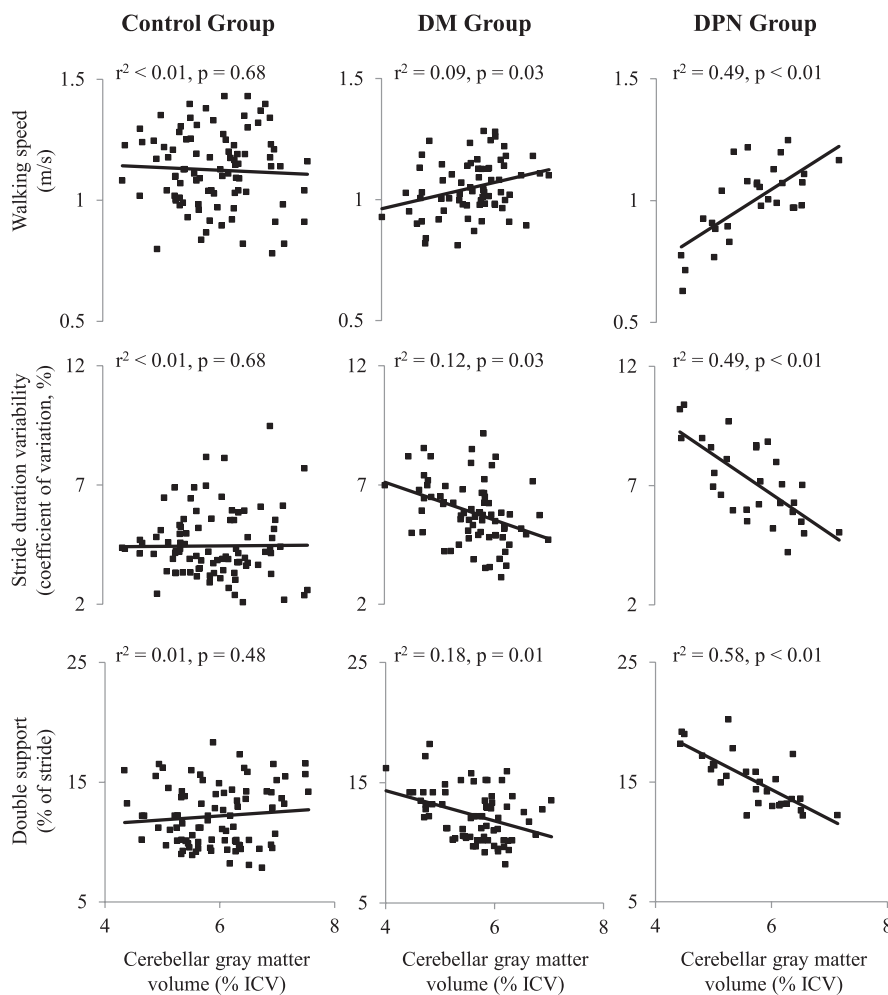 Control Group
DM Group
DPN Group
r² < 0.01, p = 0.68
r² = 0.09, p = 0.03
r² = 0.49, p < 0.01
1.5
1
0.5
Walking speed
(m/s)
1.5
1
0.5
1.5
1
0.5
r² < 0.01, p = 0.68
r² = 0.12, p = 0.03
r² = 0.49, p < 0.01
12
7
2
Stride duration variability
(coefficient of variation, %)
12
7
2
12
7
2
r² = 0.01, p = 0.48
r² = 0.18, p = 0.01
r² = 0.58, p < 0.01
25
15
5
Double support
(% of stride)
25
15
5
25
15
5
4 6 8
4 6 8
4 6 8
Cerebellar gray matter
volume (% ICV)
Cerebellar gray matter
volume (% ICV)
Cerebellar gray matter
volume (% ICV)